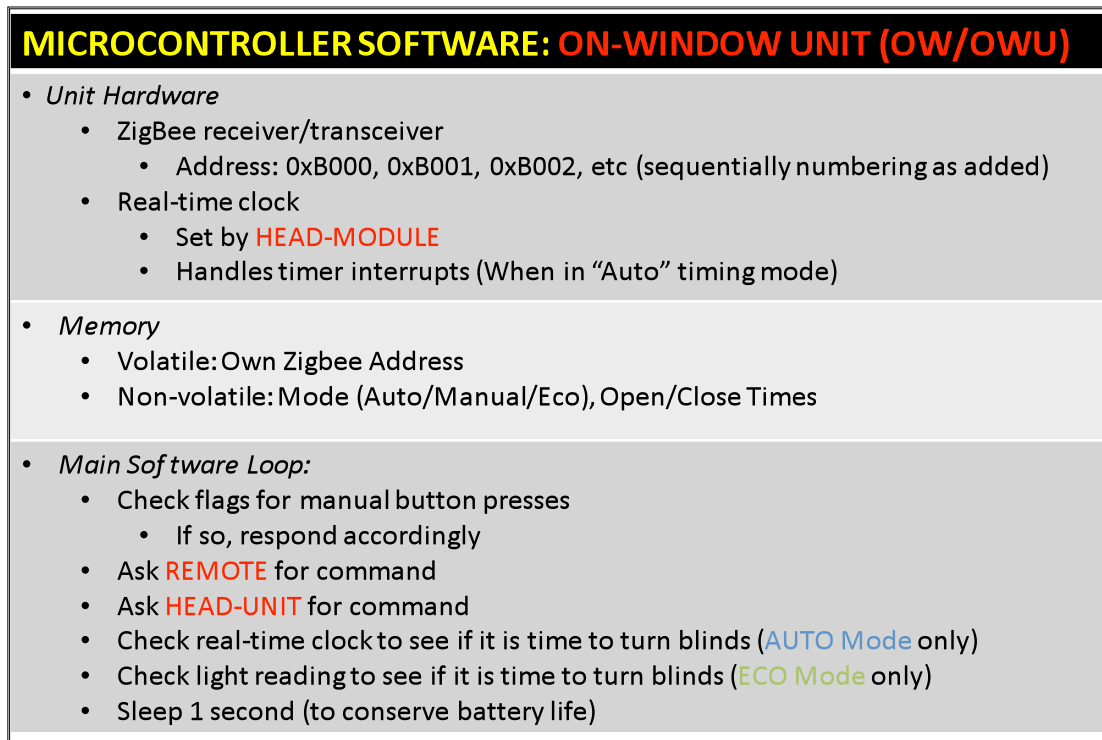 MICROCONTROLLER SOFTWARE: ON-WINDOW UNIT (OW/OWU)
• Unit Hardware
• ZigBee receiver/transceiver
• Address: 0xB000, 0xB001, 0xB002, etc (sequentially numbering as added)
• Real-time clock
• Set by HEAD-MODULE
• Handles timer interrupts (When in “Auto” timing mode)
• Memory
• Volatile: Own Zigbee Address
• Non-volatile: Mode (Auto/Manual/Eco), Open/Close Times
• Main Software Loop:
• Check flags for manual button presses
• If so, respond accordingly
• Ask REMOTE for command
• Ask HEAD-UNIT for command
• Check real-time clock to see if it is time to turn blinds (AUTO Mode only)
• Check light reading to see if it is time to turn blinds (ECO Mode only)
• Sleep 1 second (to conserve battery life)